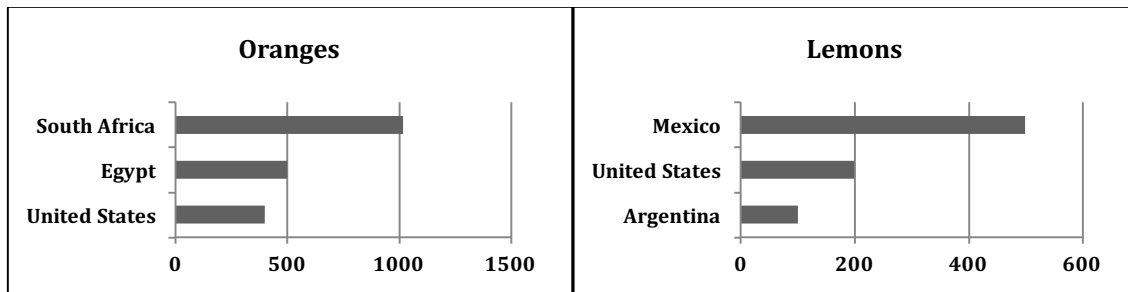 Oranges
South Africa
Egypt
United States
0 500 1000 1500
Lemons
Mexico
United States
Argentina
0 200 400 600